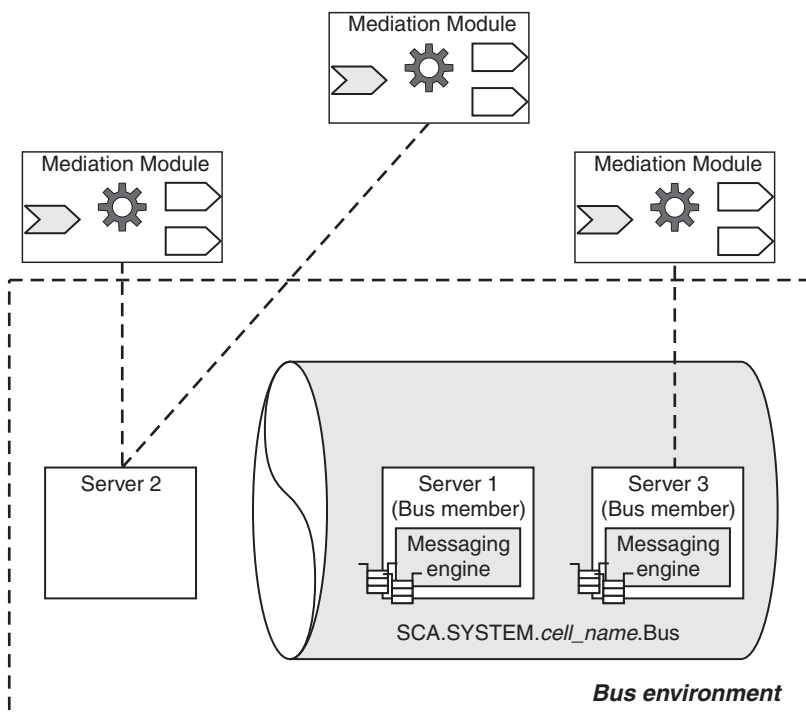 Mediation Module
Mediation Module
Mediation Module
Server 2
Server 1
(Bus member)
Messaging
engine
Server 3
(Bus member)
Messaging
engine
SCA.SYSTEM.cell_name.Bus
Bus environment